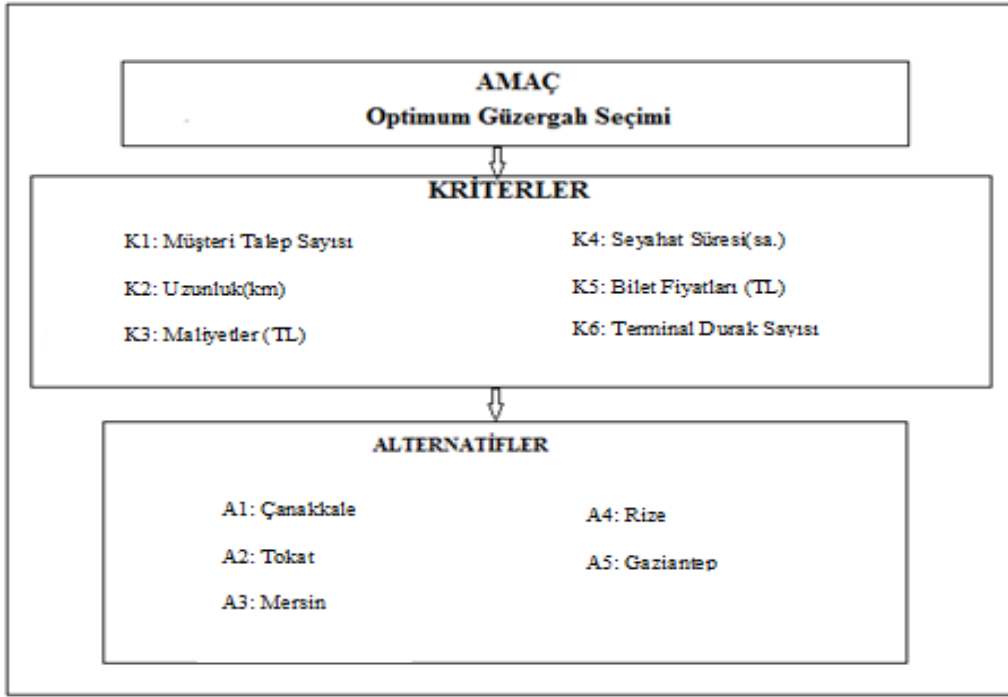 AMAÇ
Optimum Güzergah Seçimi
KRİTERLER
K1: Müşteri Talep Sayısı
K2: Uzunluk(km)
K3: Maliyetler (TL)
K4: Seyahat Süresi(sa.)
K5: Bilet Fiyatları (TL)
K6: Terminal Durak Sayısı
ALTERNATİFLER
A1: Çanakkale
A2: Tokat
A3: Mersin
A4: Rize
A5: Gaziantep